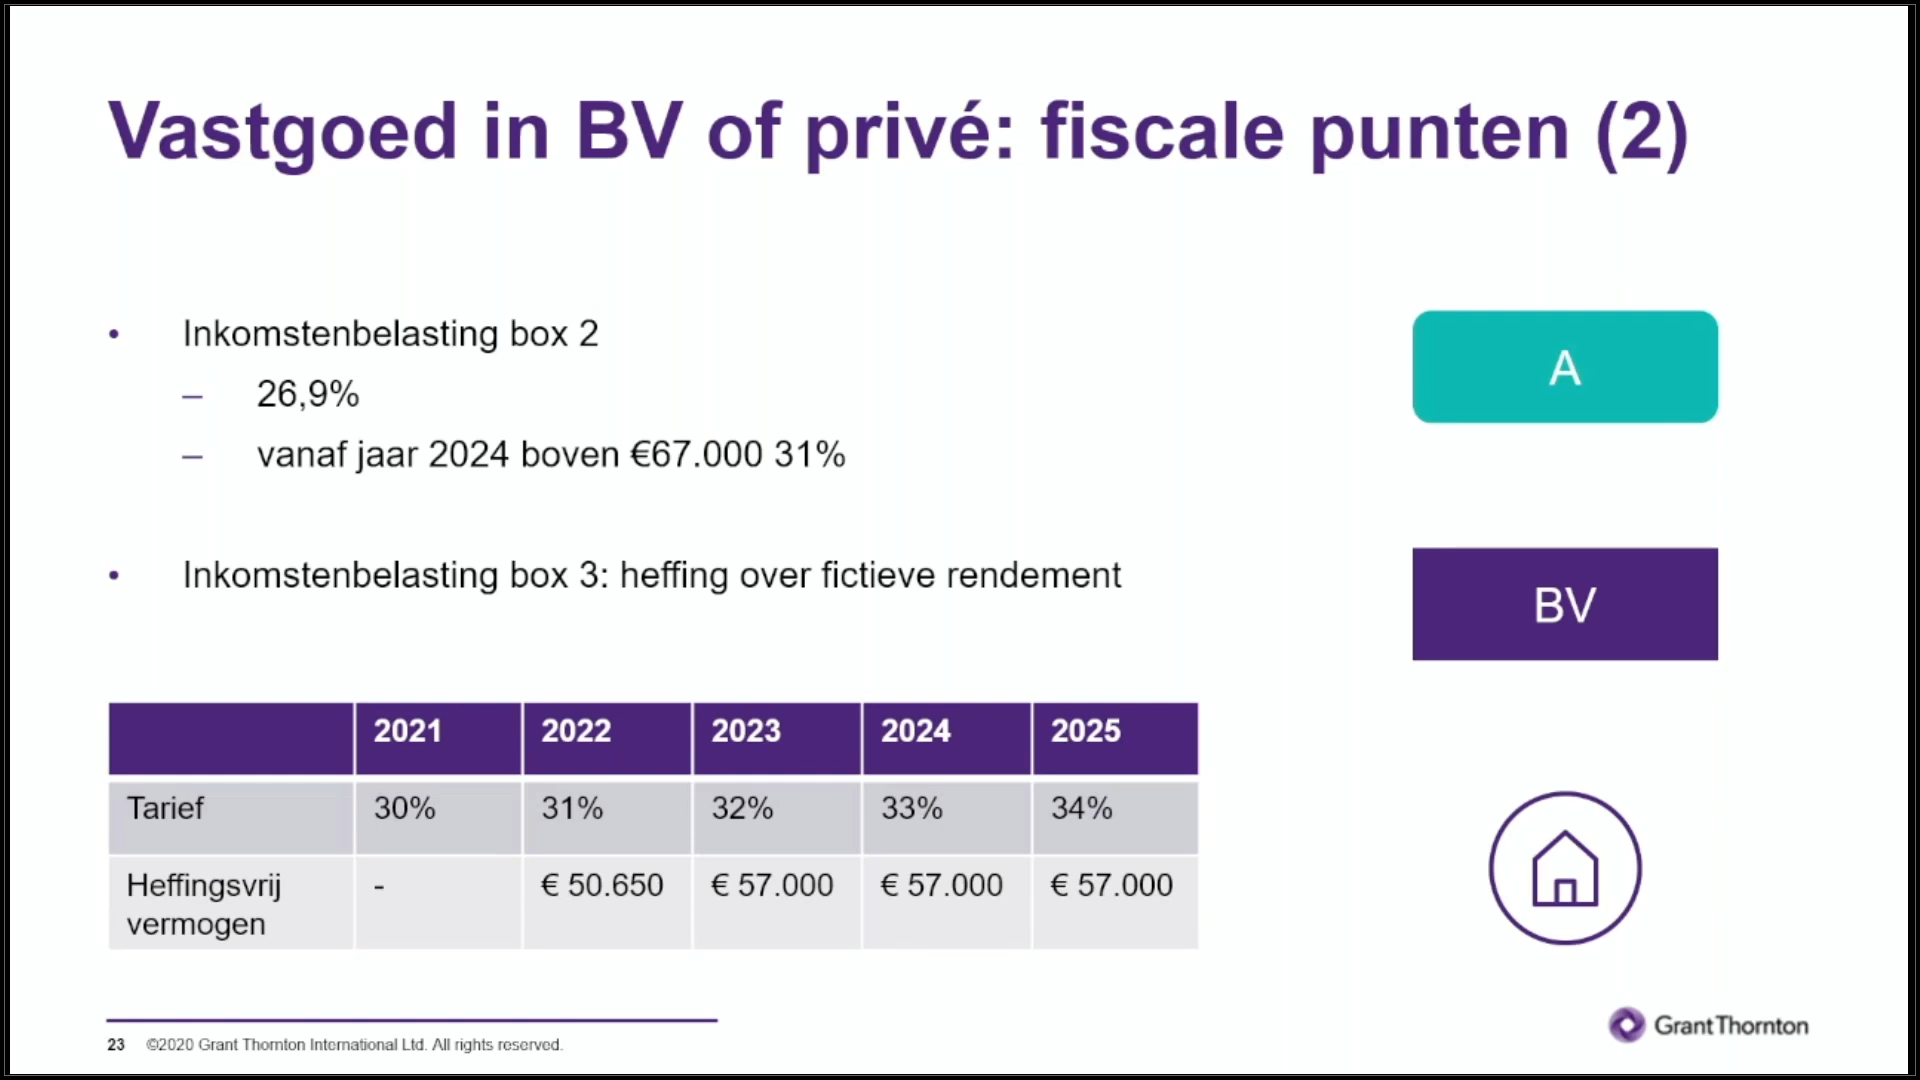 Vastgoed in BV of privé: fiscale punten (2)
• Inkomstenbelasting box 2
– 26,9%
– vanaf jaar 2024 boven €67.000 31%
• Inkomstenbelasting box 3: heffing over fictieve rendement
A
BV
2021 2022 2023 2024 2025
Tarief 30% 31% 32% 33% 34%
Heffingsvrij vermogen - € 50.650 € 57.000 € 57.000 € 57.000
23 ©2020 Grant Thornton International Ltd. All rights reserved.
Grant Thornton